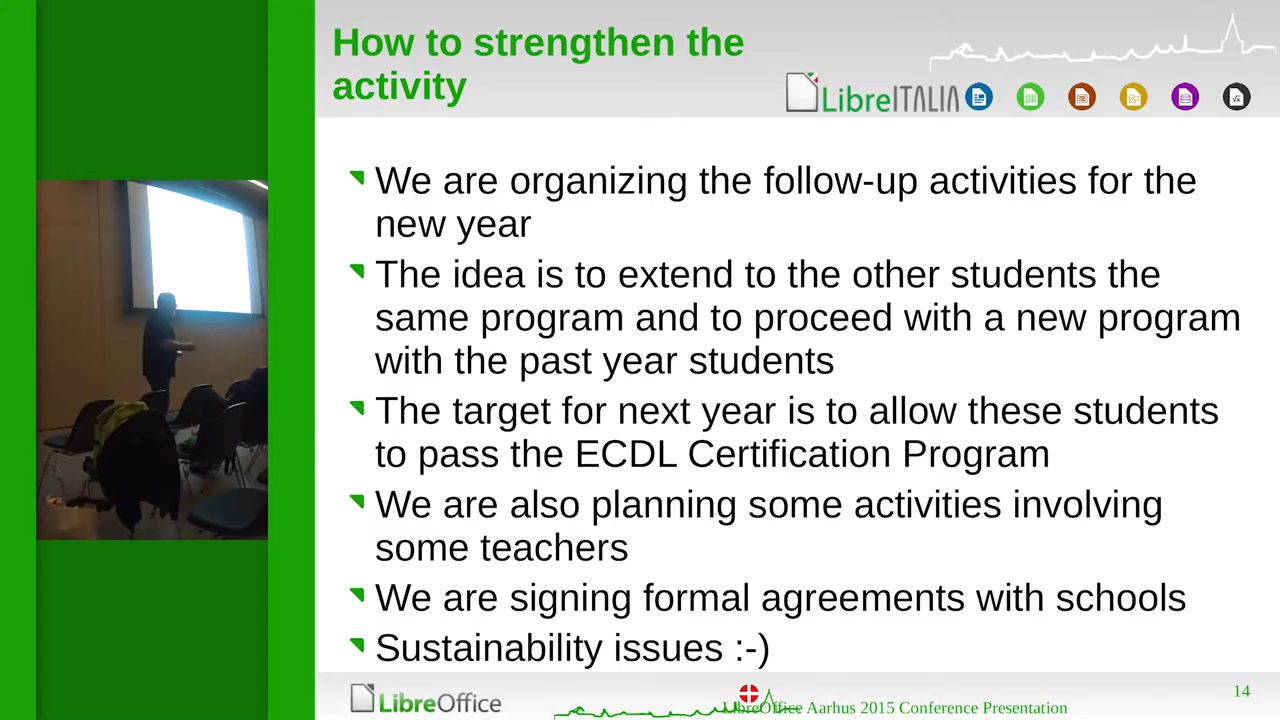 How to strengthen the
activity
LibreITALIA
We are organizing the follow-up activities for the
new year
The idea is to extend to the other students the
same program and to proceed with a new program
with the past year students
The target for next year is to allow these students
to pass the ECDL Certification Program
We are also planning some activities involving
some teachers
We are signing formal agreements with schools
Sustainability issues :-)
LibreOffice
LibreOffice Aarhus 2015 Conference Presentation
14